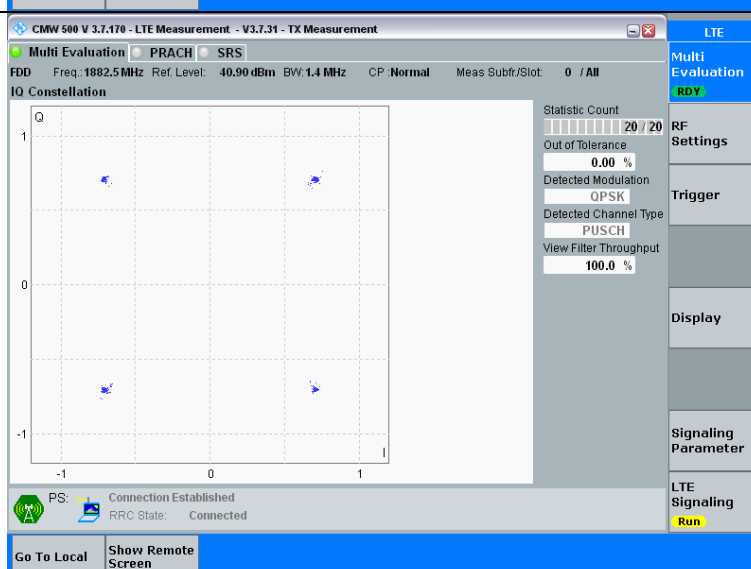 CMW 500 V 3.7.170 - LTE Measurement - V3.7.31 - TX Measurement
LTE
Multi Evaluation PRACH SRS
FDD Freq.:1882.5 MHz Ref. Level: 40.90 dBm BW:1.4 MHz CP :Normal Meas Subfr./Slot: 0 / All
IQ Constellation
Q
1
0
-1
-1 0 1
I
Statistic Count
20 / 20
Out of Tolerance
0.00 %
Detected Modulation
QPSK
Detected Channel Type
PUSCH
View Filter Throughput
100.0 %
Multi
Evaluation
RDY
RF
Settings
Trigger
Display
Signaling
Parameter
LTE
Signaling
Run
PS: Connection Established
RRC State: Connected
Go To Local
Show Remote
Screen